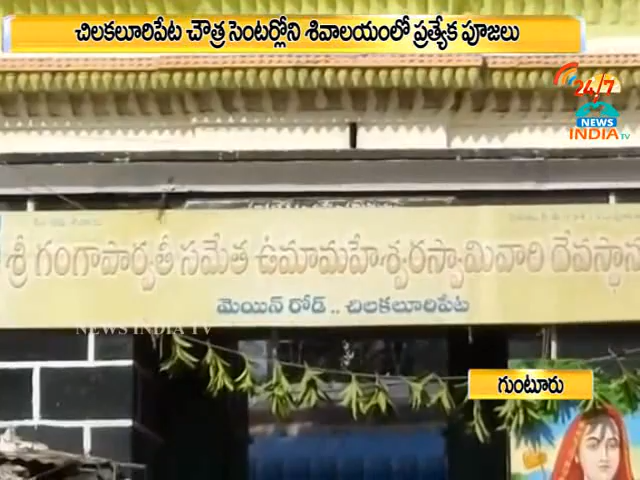 చిలకలూరిపేట చౌత్ర సెంటర్లోని శివాలయంలో ప్రత్యేక పూజలు
24/7
NEWS
INDIA TV
శ్రీ గంగాపార్వతీ సమేత ఉమామహేశ్వరస్వామివారి దేవస్థాన
మెయిన్ రోడ్ .. చిలకలూరిపేట
NEWS INDIA TV
గుంటూరు